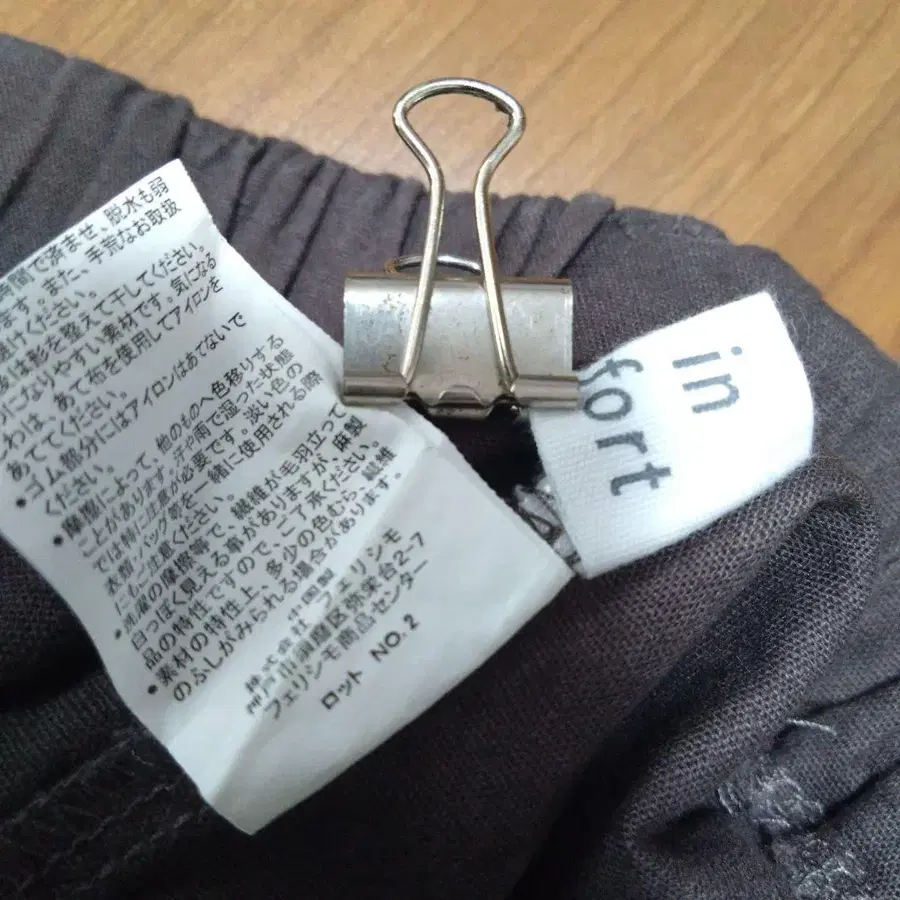 時間で済ませ、脱水も弱
ます。また、手荒なお取扱
避けください。
後は形を整えて干してください。
わになりやすい素材です。気になる
わは、あて布を使用してアイロンを
あててください。
・ゴム部分にはアイロンはあてないで
ください。
・摩擦によって、他のものへ色移りする
ことがあります。汗や雨で湿った状態
では特に注意が必要です。淡い色の
衣類・バッグ等を一緒に使用される際
にもご注意ください。
・洗濯の摩擦等で、繊維が毛羽立って
白っぽく見える事がありますが、麻製
品の特性ですので、ご了承ください。
・素材の特性上、多少の色むら・繊維
のふしがみられる場合があります。
中国製
株式会社 フェリシモ
神戸市須磨区弥栄台2-7
フェリシモ商品センター
ロット NO.2
in
fort